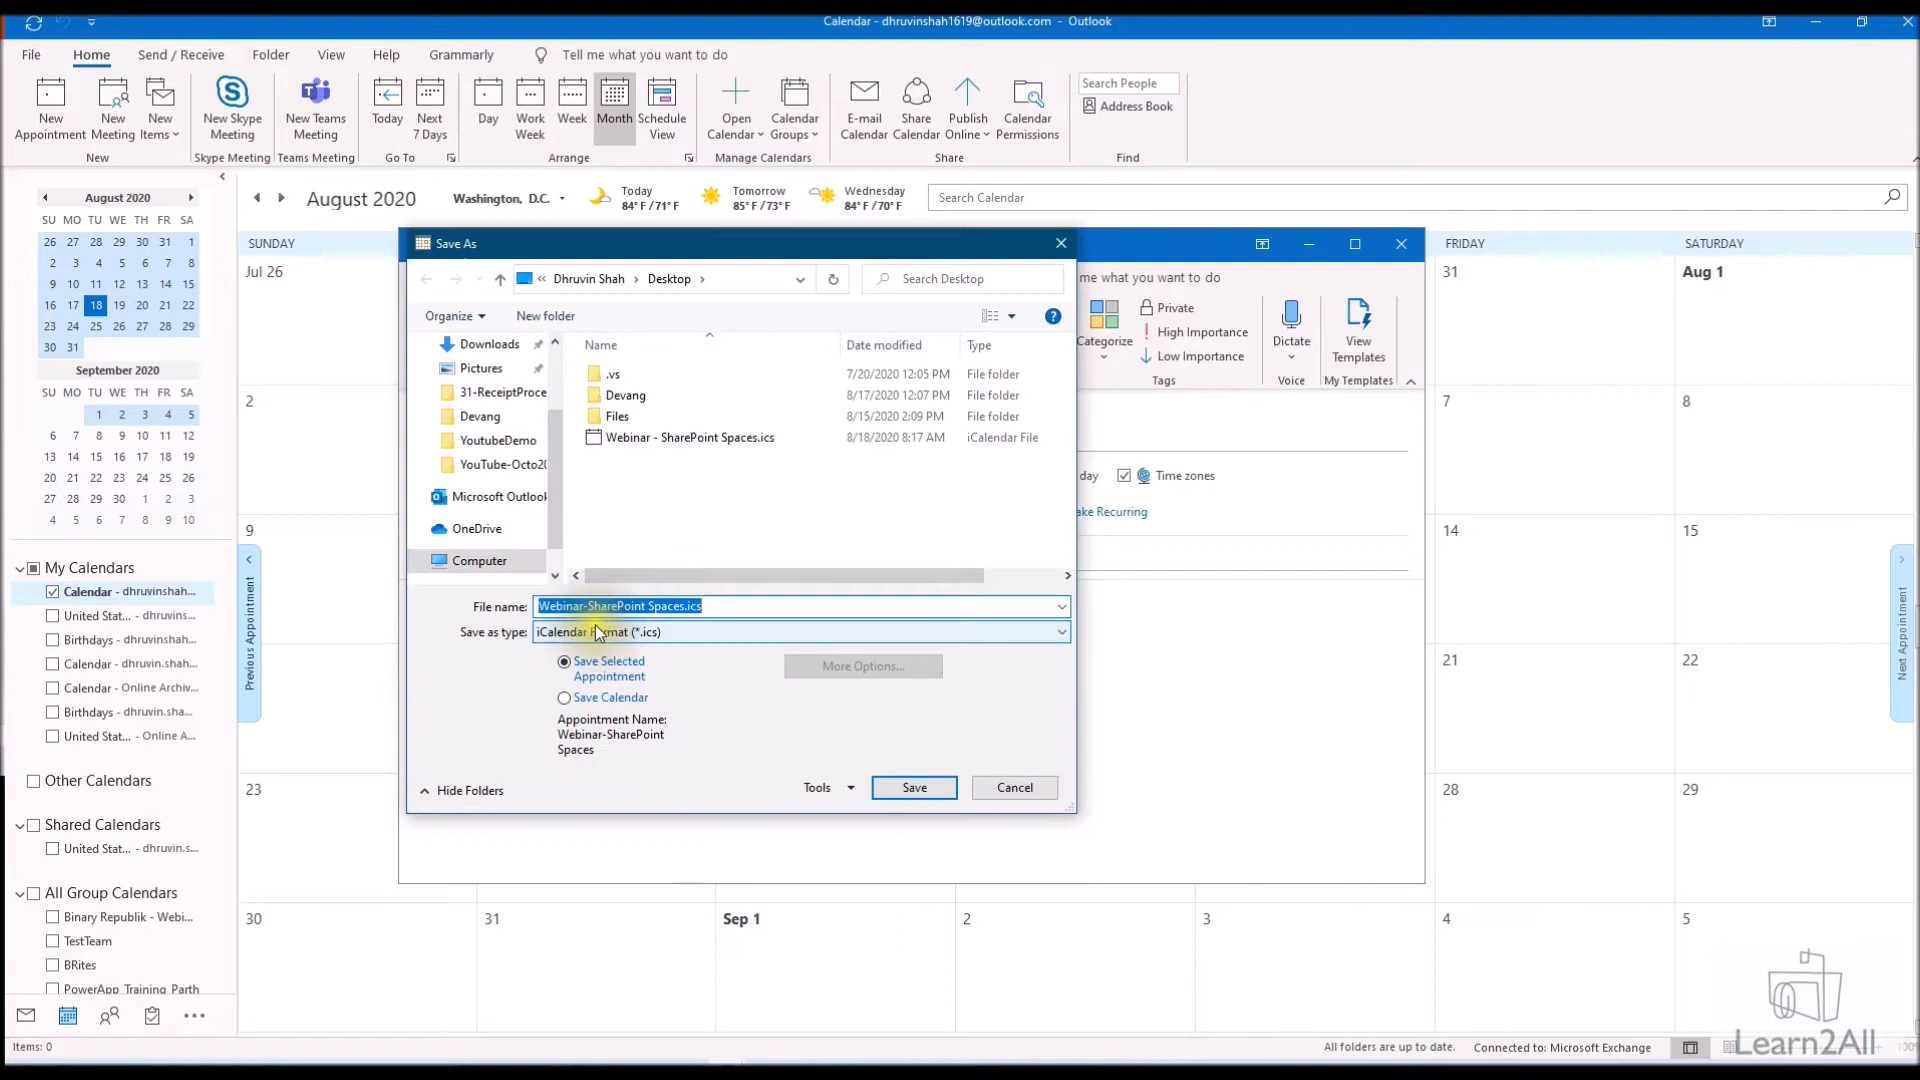 Calendar - dhruvinshah1619@outlook.com - Outlook
File Home Send / Receive Folder View Help Grammarly Tell me what you want to do
New Appointment
New Meeting
New Items
New
New Skype Meeting
Skype Meeting
New Teams Meeting
Teams Meeting
Today
Next 7 Days
Go To
Day
Work Week
Week
Month
Schedule View
Arrange
Open Calendar
Calendar Groups
Manage Calendars
E-mail Calendar
Share Calendar
Publish Online
Calendar Permissions
Share
Search People
Address Book
Find
August 2020
SU MO TU WE TH FR SA
26 27 28 29 30 31 1
2 3 4 5 6 7 8
9 10 11 12 13 14 15
16 17 18 19 20 21 22
23 24 25 26 27 28 29
30 31
September 2020
SU MO TU WE TH FR SA
1 2 3 4 5
6 7 8 9 10 11 12
13 14 15 16 17 18 19
20 21 22 23 24 25 26
27 28 29 30 1 2 3
4 5 6 7 8 9 10
My Calendars
Calendar - dhruvinshah...
United Stat... - dhruvins...
Birthdays - dhruvinshah...
Calendar - dhruvin.shah...
Calendar - Online Archiv...
Birthdays - dhruvin.sha...
United Stat... - Online A...
Other Calendars
Shared Calendars
United Stat... - dhruvin.s...
All Group Calendars
Binary Republik - Webi...
TestTeam
BRites
PowerApp Training Parth
August 2020
Washington, D.C.
Today
84°F/71°F
Tomorrow
85°F/73°F
Wednesday
84°F/70°F
Search Calendar
SUNDAY FRIDAY SATURDAY
Jul 26 31 Aug 1
2 7 8
9 14 15
21 22
23 28 29
30 31 Sep 1 2 3 4 5
Previous Appointment
Next Appointment
Save As
« Dhruvin Shah › Desktop ›
Search Desktop
Organize New folder
Downloads
Pictures
31-ReceiptProce
Devang
YoutubeDemo
YouTube-Octo20
Microsoft Outlook
OneDrive
Computer
Name Date modified Type
.vs 7/20/2020 12:05 PM File folder
Devang 8/17/2020 12:07 PM File folder
Files 8/15/2020 2:09 PM File folder
Webinar - SharePoint Spaces.ics 8/18/2020 8:17 AM iCalendar File
File name: Webinar-SharePoint Spaces.ics
Save as type: iCalendar Format (*.ics)
Save Selected Appointment
More Options...
Save Calendar
Appointment Name:
Webinar-SharePoint
Spaces
Hide Folders
Tools Save Cancel
me what you want to do
Categorize
Private
High Importance
Low Importance
Tags
Dictate
Voice
View Templates
My Templates
day Time zones
ake Recurring
Items: 0
All folders are up to date. Connected to: Microsoft Exchange
Learn2All